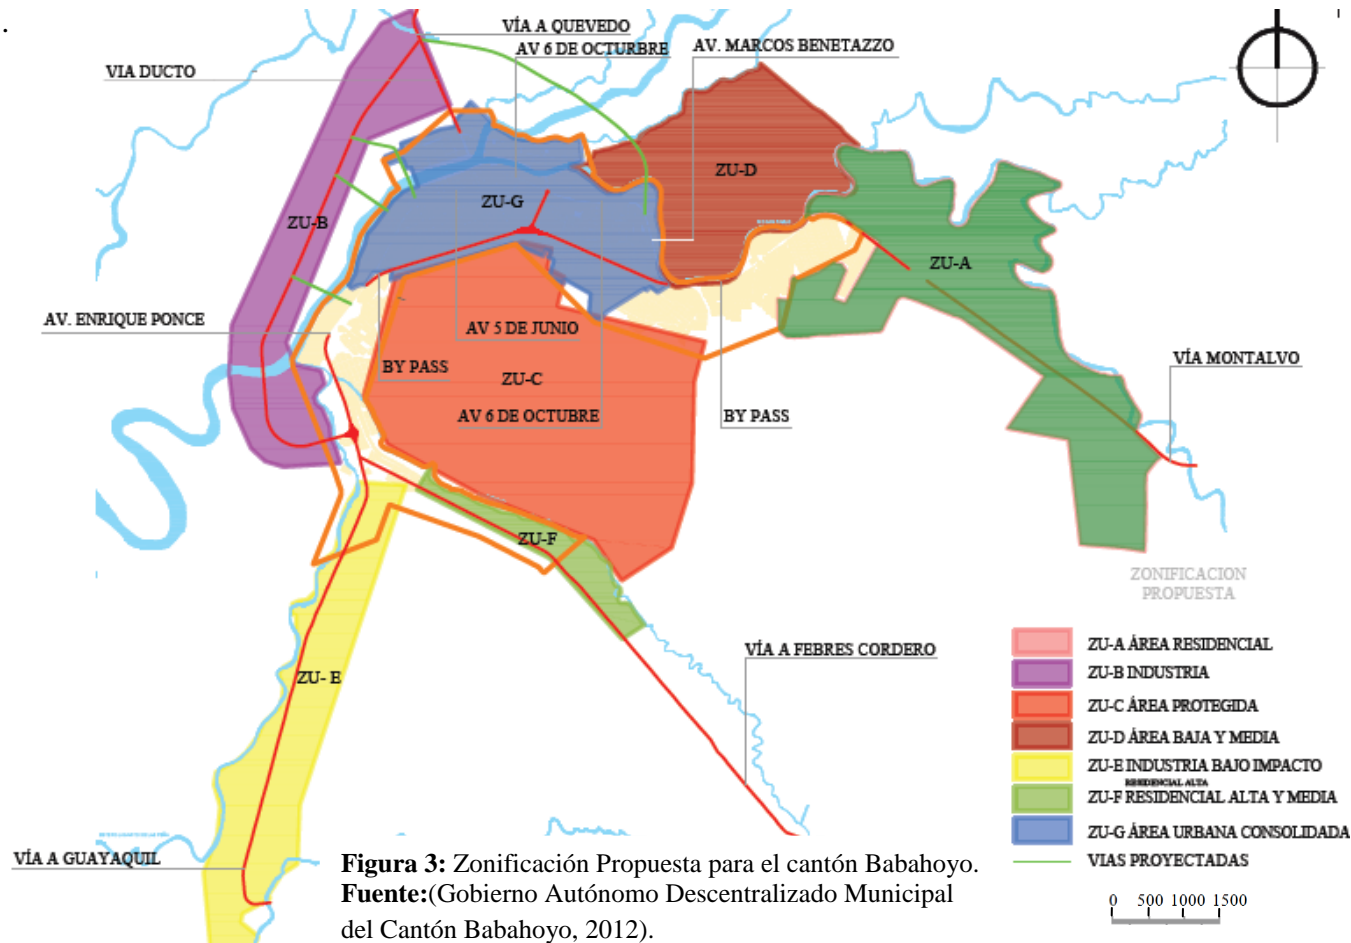 VÍA A QUEVEDO
AV 6 DE OCTURBRE
AV. MARCOS BENETAZZO
VIA DUCTO
ZU-D
ZU-G
ZU-B
ZU-A
AV. ENRIQUE PONCE
AV 5 DE JUNIO
BY PASS
ZU-C
AV 6 DE OCTUBRE
BY PASS
VÍA MONTALVO
ZU-F
ZU- E
VÍA A FEBRES CORDERO
VÍA A GUAYAQUIL
ZONIFICACION
PROPUESTA
ZU-A ÁREA RESIDENCIAL
ZU-B INDUSTRIA
ZU-C ÁREA PROTEGIDA
ZU-D ÁREA BAJA Y MEDIA
ZU-E INDUSTRIA BAJO IMPACTO
RESIDENCIAL ALTA
ZU-F RESIDENCIAL ALTA Y MEDIA
ZU-G ÁREA URBANA CONSOLIDADA
VIAS PROYECTADAS
0 500 1000 1500
Figura 3: Zonificación Propuesta para el cantón Babahoyo.
Fuente:(Gobierno Autónomo Descentralizado Municipal
del Cantón Babahoyo, 2012).